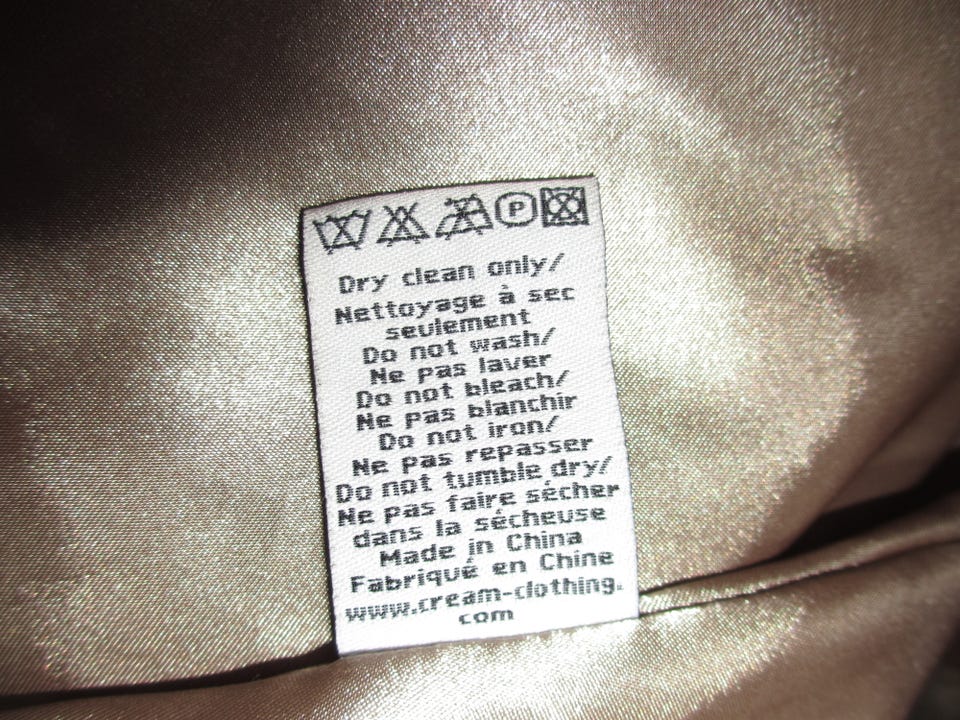 P
Dry clean only/
Nettoyage à sec
seulement
Do not wash/
Ne pas laver
Do not bleach/
Ne pas blanchir
Do not iron/
Ne pas repasser
Do not tumble dry/
Ne pas faire sécher
dans la sécheuse
Made in China
Fabriqué en Chine
www.cream-clothing.
com